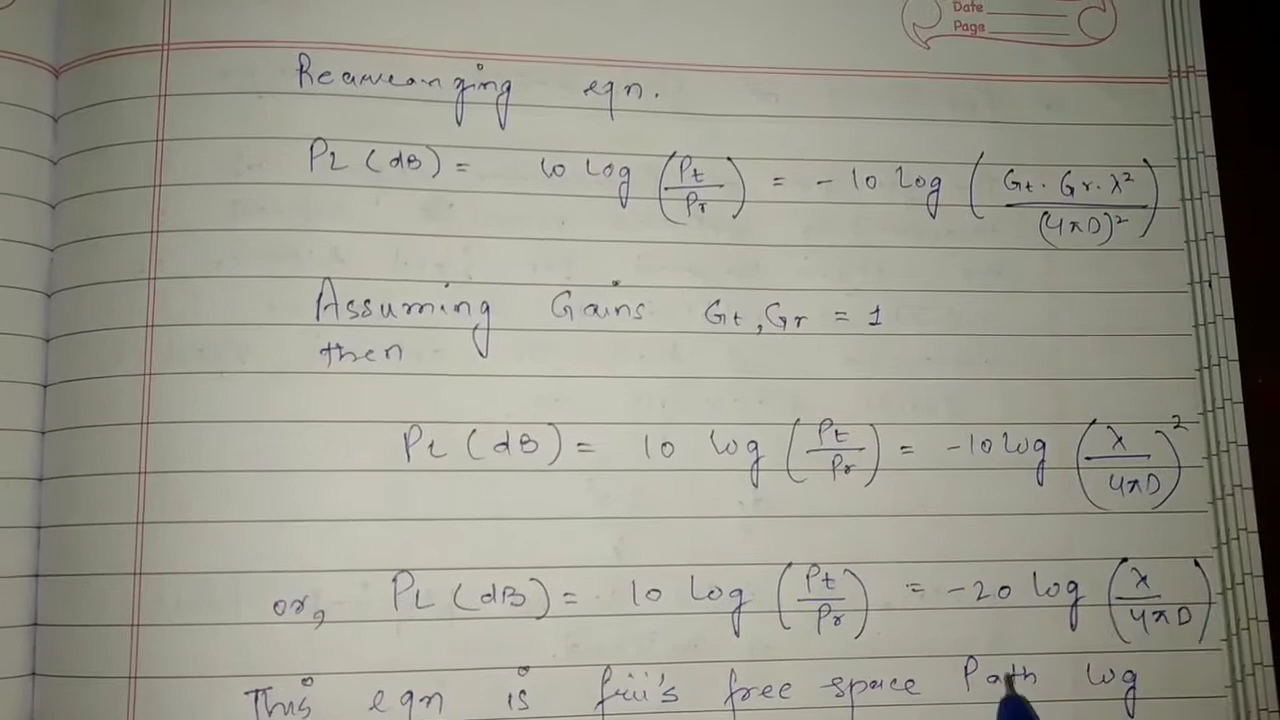 Date
Page
Rearranging eqn.
PL (dB) = 10 log (Pt/Pr) = - 10 log (Gt. Gr. λ²/(4πD)²)
Assuming Gains Gt, Gr = 1
then
PL (dB) = 10 log (Pt/Pr) = -10 log (λ/4πD)²
or, PL (dB) = 10 log (Pt/Pr) = -20 log (λ/4πD)
This eqn is friii's free space Path log